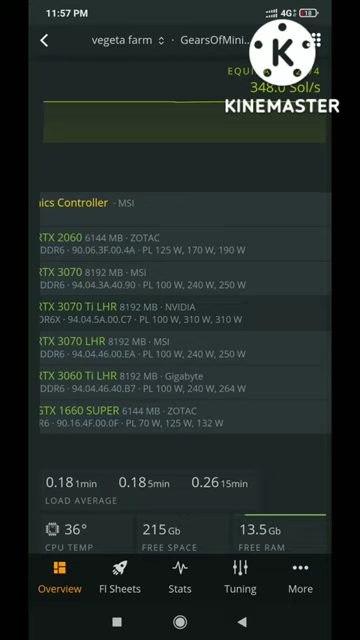 11:57 PM
4G
18
vegeta farm · GearsOfMini...
348.0 Sol/s
K
KINEMASTER
nics Controller · MSI
RTX 2060 6144 MB · ZOTAC
DDR6 · 90.06.3F.00.4A · PL 125 W, 170 W, 190 W
RTX 3070 8192 MB · MSI
DDR6 · 94.04.3A.40.90 · PL 100 W, 240 W, 250 W
RTX 3070 Ti LHR 8192 MB · NVIDIA
DDR6X · 94.04.5A.00.C7 · PL 100 W, 310 W, 310 W
RTX 3070 LHR 8192 MB · MSI
DDR6 · 94.04.46.00.EA · PL 100 W, 240 W, 250 W
RTX 3060 Ti LHR 8192 MB · Gigabyte
DDR6 · 94.04.46.40.B7 · PL 100 W, 240 W, 264 W
GTX 1660 SUPER 6144 MB · ZOTAC
R6 · 90.16.4F.00.0F · PL 70 W, 125 W, 132 W
0.18 1min 0.18 5min 0.26 15min
LOAD AVERAGE
36° 215 Gb 13.5 Gb
CPU TEMP FREE SPACE FREE RAM
Overview Fl Sheets Stats Tuning More